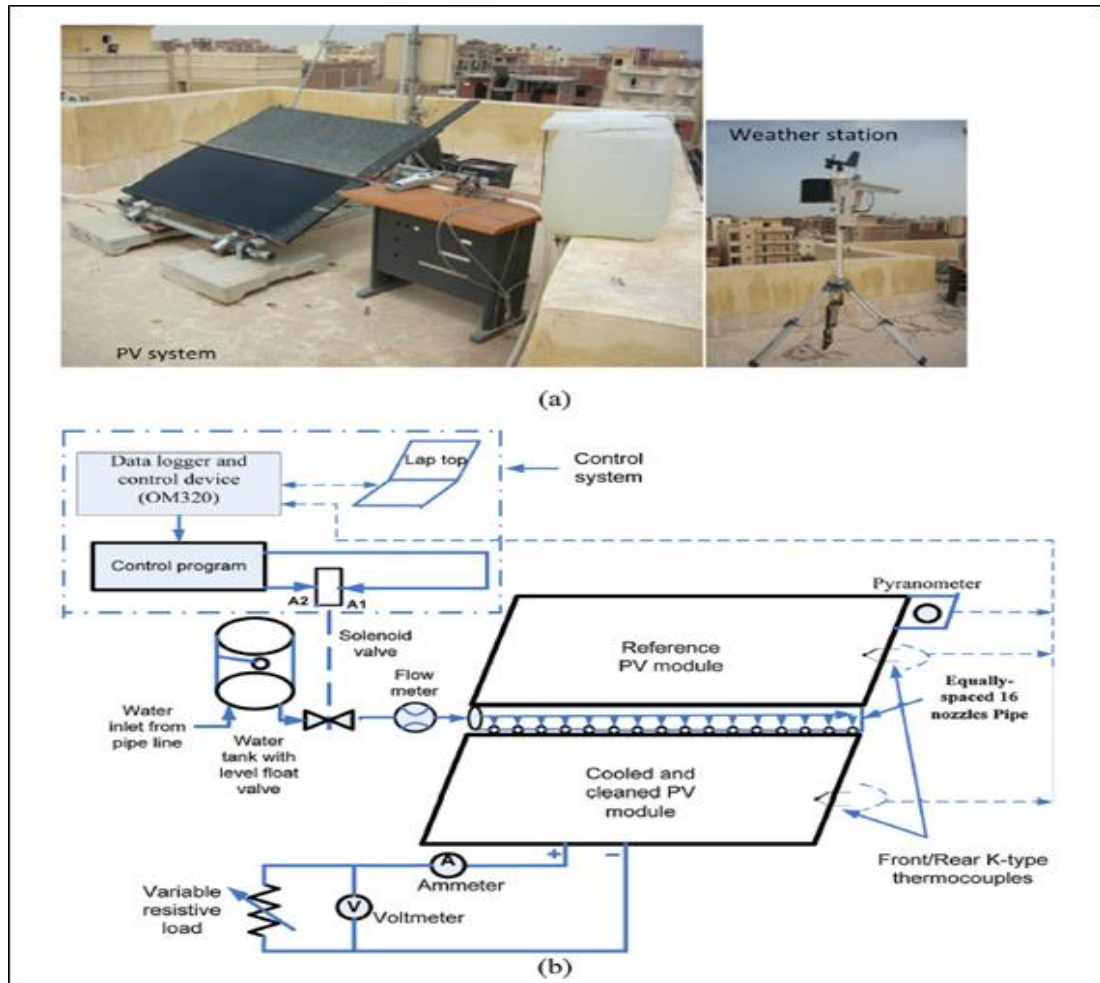 Weather station
PV system
(a)
Data logger and
control device
(OM320)
Lap top
Control
system
Control program
A2
A1
Solenoid
valve
Pyranometer
Reference
PV module
Flow
meter
Equally-
spaced 16
nozzles Pipe
Water
inlet from
pipe line
Water
tank with
level float
valve
Cooled and
cleaned PV
module
Front/Rear K-type
thermocouples
+
−
A
Ammeter
Variable
resistive
load
V
Voltmeter
(b)